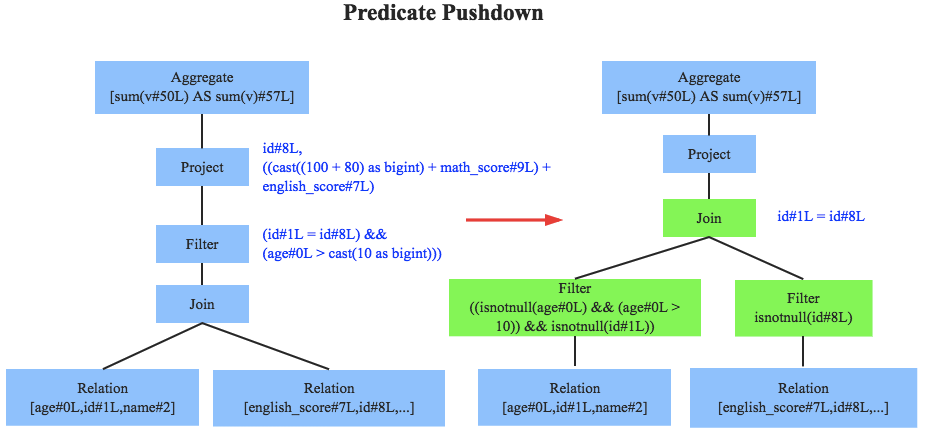 Predicate Pushdown
Aggregate
[sum(v#50L) AS sum(v)#57L]
Project
id#8L,
((cast((100 + 80) as bigint) + math_score#9L) +
english_score#7L)
Filter
(id#1L = id#8L) &&
(age#0L > cast(10 as bigint)))
Join
Relation
[age#0L,id#1L,name#2]
Relation
[english_score#7L,id#8L,...]
Aggregate
[sum(v#50L) AS sum(v)#57L]
Project
Join
id#1L = id#8L
Filter
((isnotnull(age#0L) && (age#0L >
10)) && isnotnull(id#1L))
Filter
isnotnull(id#8L)
Relation
[age#0L,id#1L,name#2]
Relation
[english_score#7L,id#8L,...]